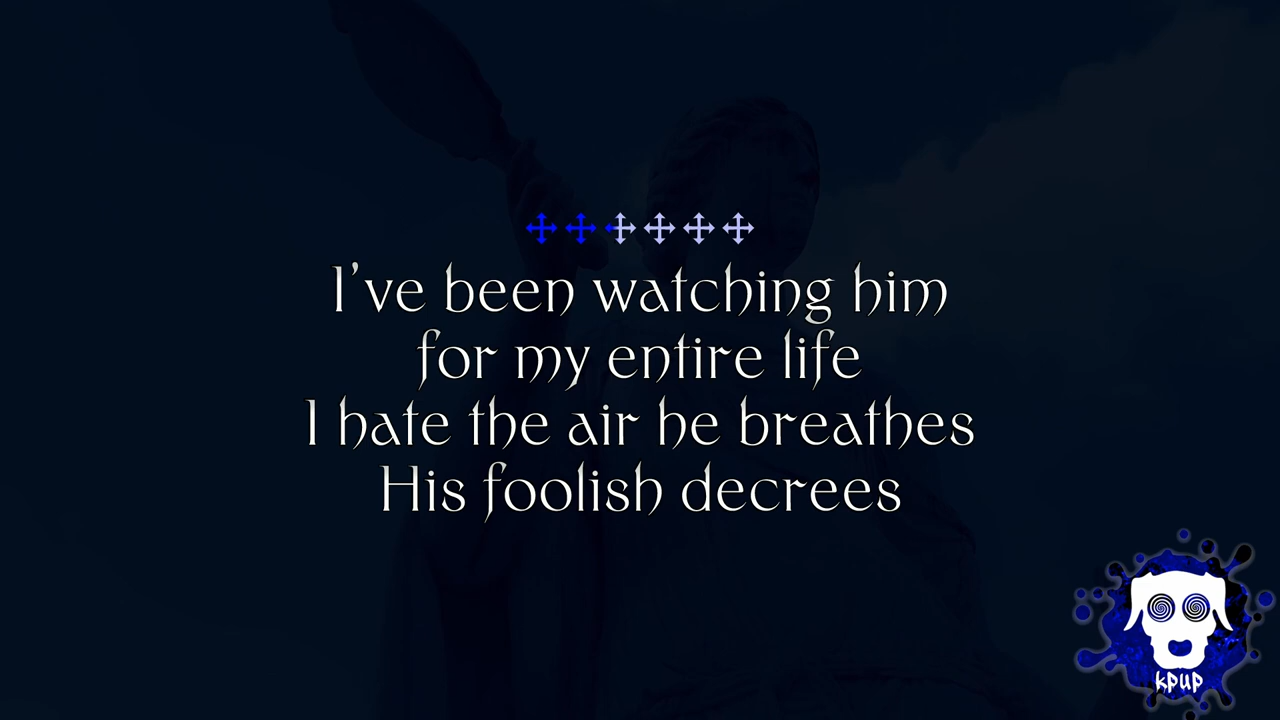 I've been watching him
for my entire life
I hate the air he breathes
His foolish decrees
kpup